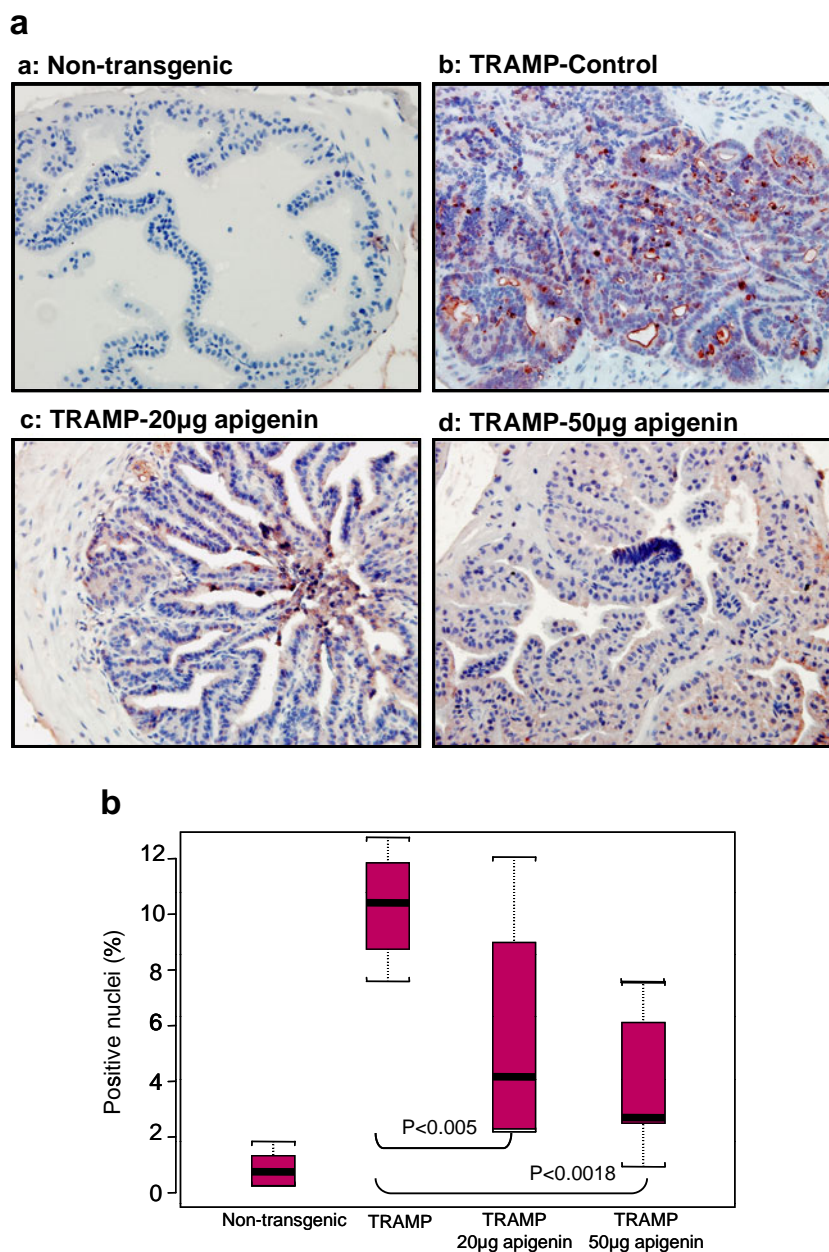 a
a: Non-transgenic
b: TRAMP-Control
c: TRAMP-20µg apigenin
d: TRAMP-50µg apigenin
b
Positive nuclei (%)
12
10
8
6
4
2
0
P<0.005
P<0.0018
Non-transgenic
TRAMP
TRAMP
20µg apigenin
TRAMP
50µg apigenin